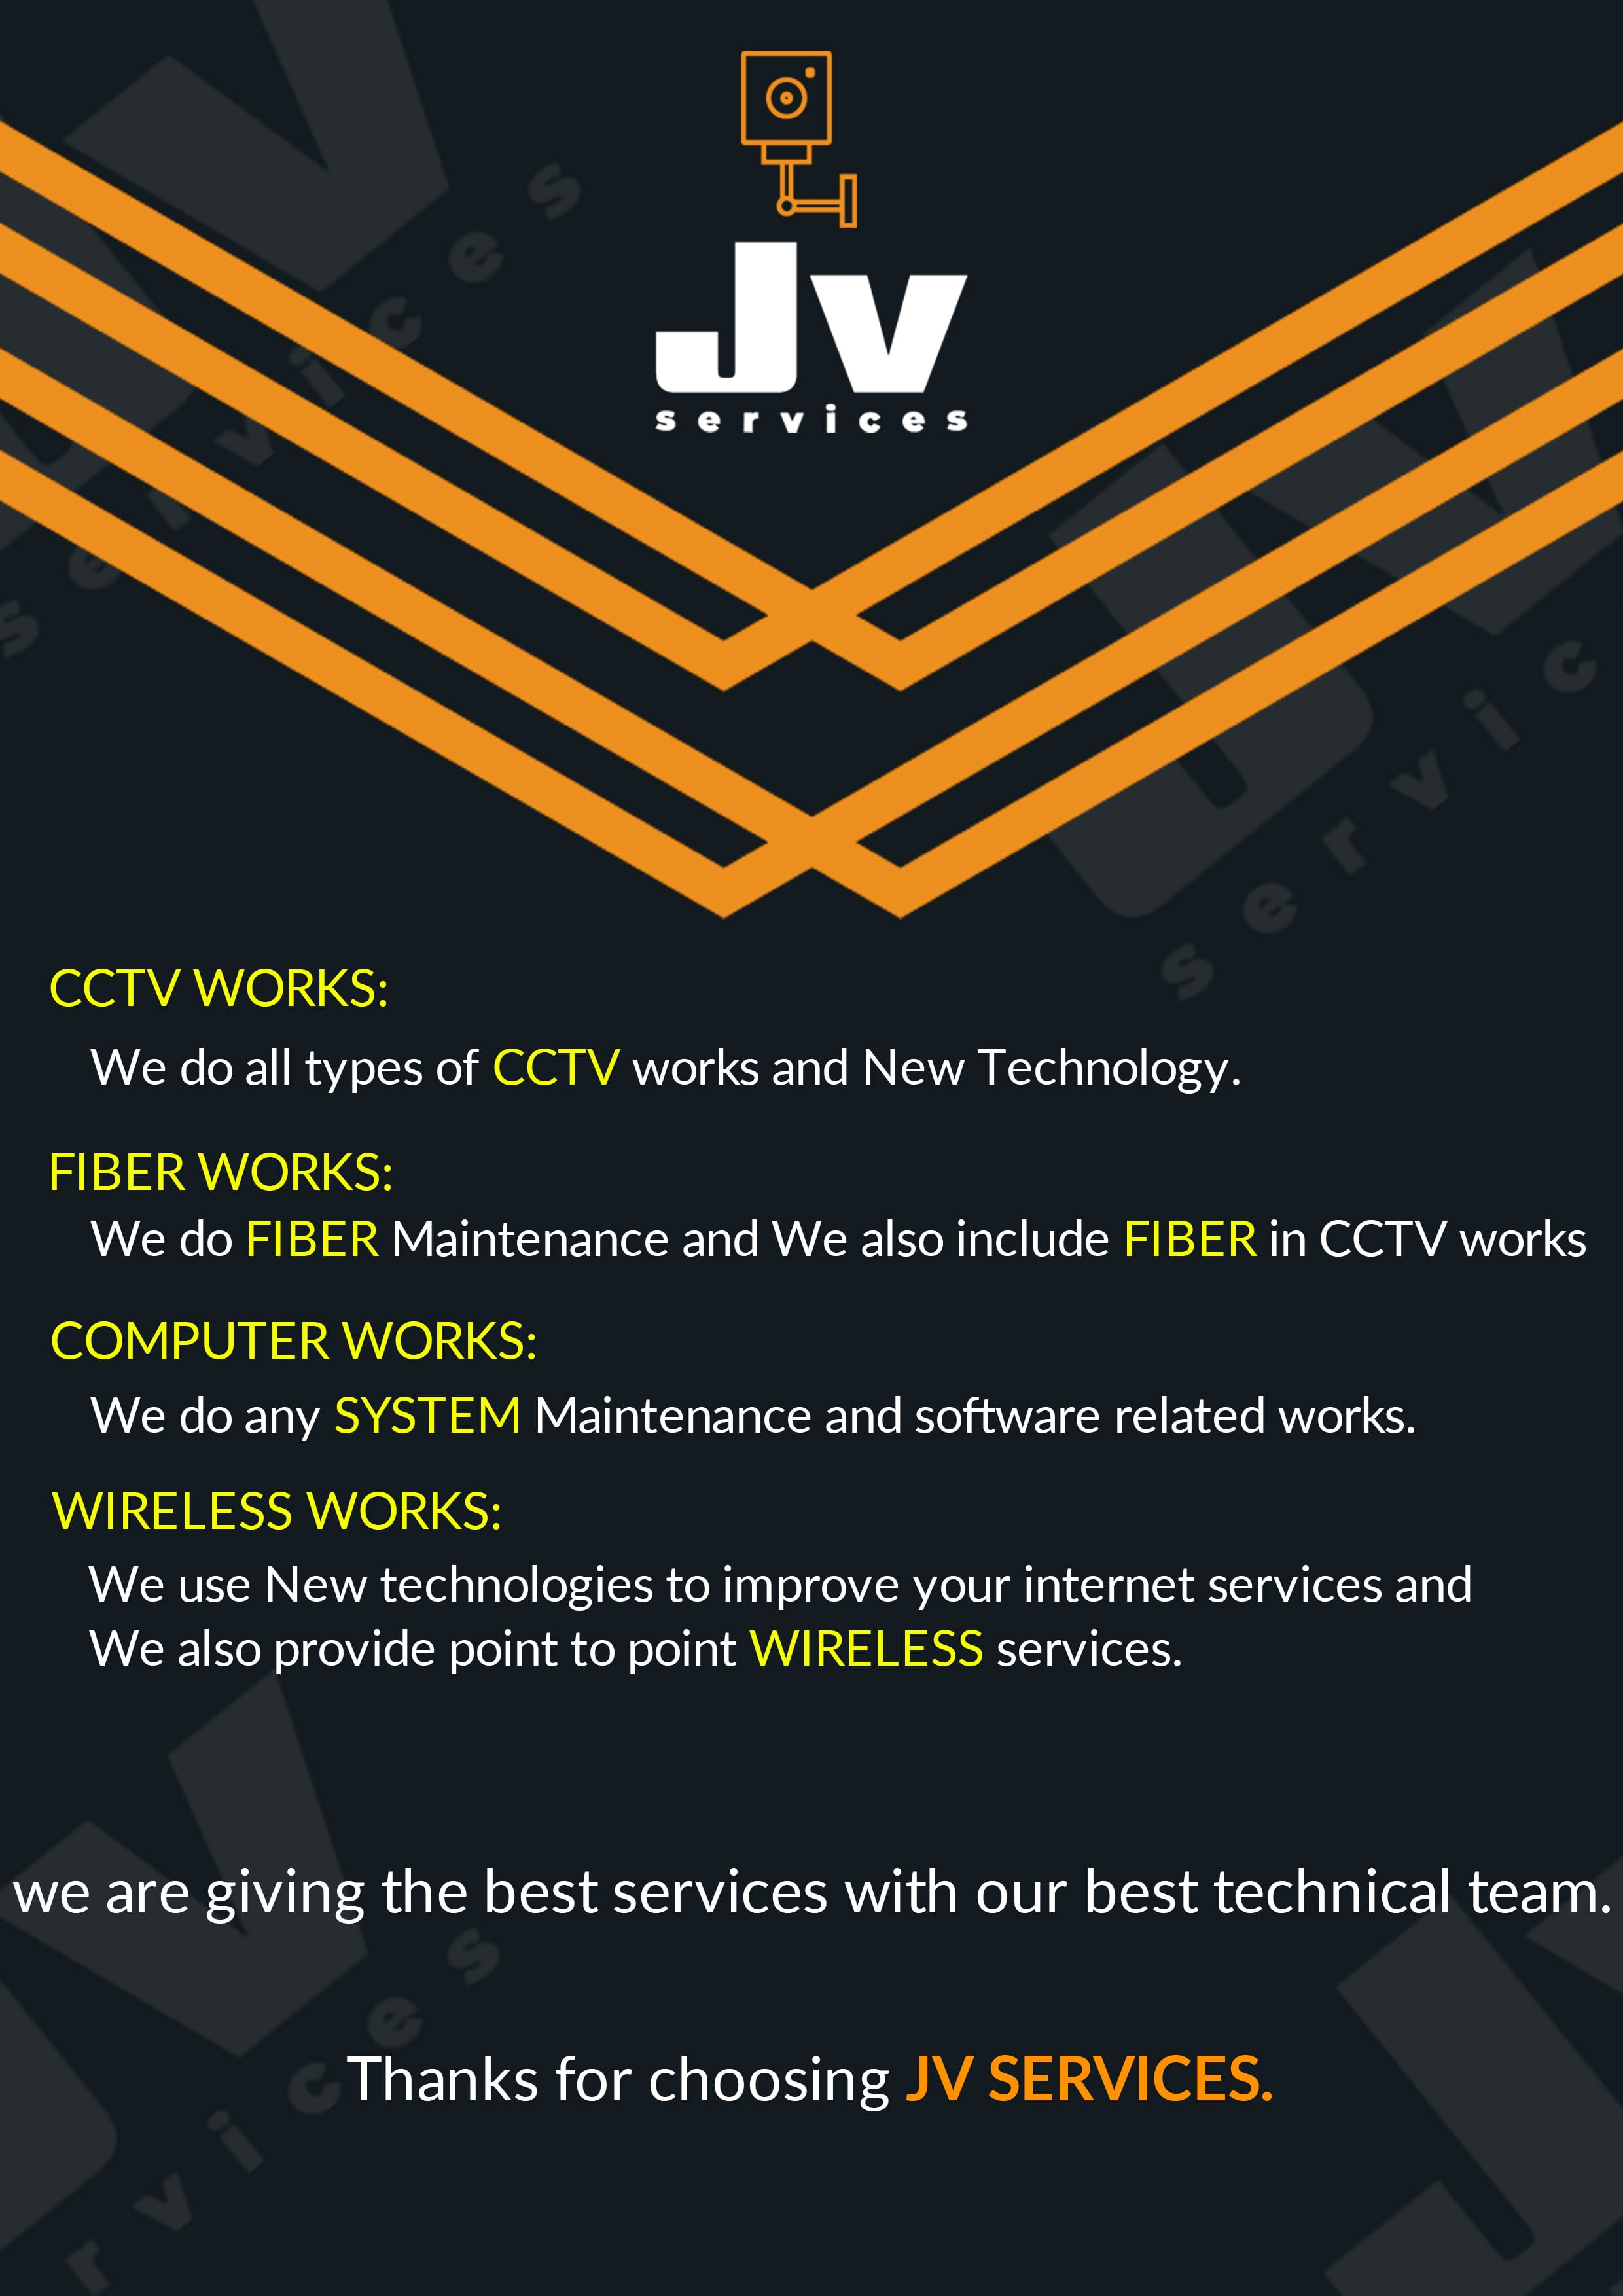 Jv
services
CCTV WORKS:
We do all types of CCTV works and New Technology.
FIBER WORKS:
We do FIBER Maintenance and We also include FIBER in CCTV works
COMPUTER WORKS:
We do any SYSTEM Maintenance and software related works.
WIRELESS WORKS:
We use New technologies to improve your internet services and
We also provide point to point WIRELESS services.
we are giving the best services with our best technical team.
Thanks for choosing JV SERVICES.